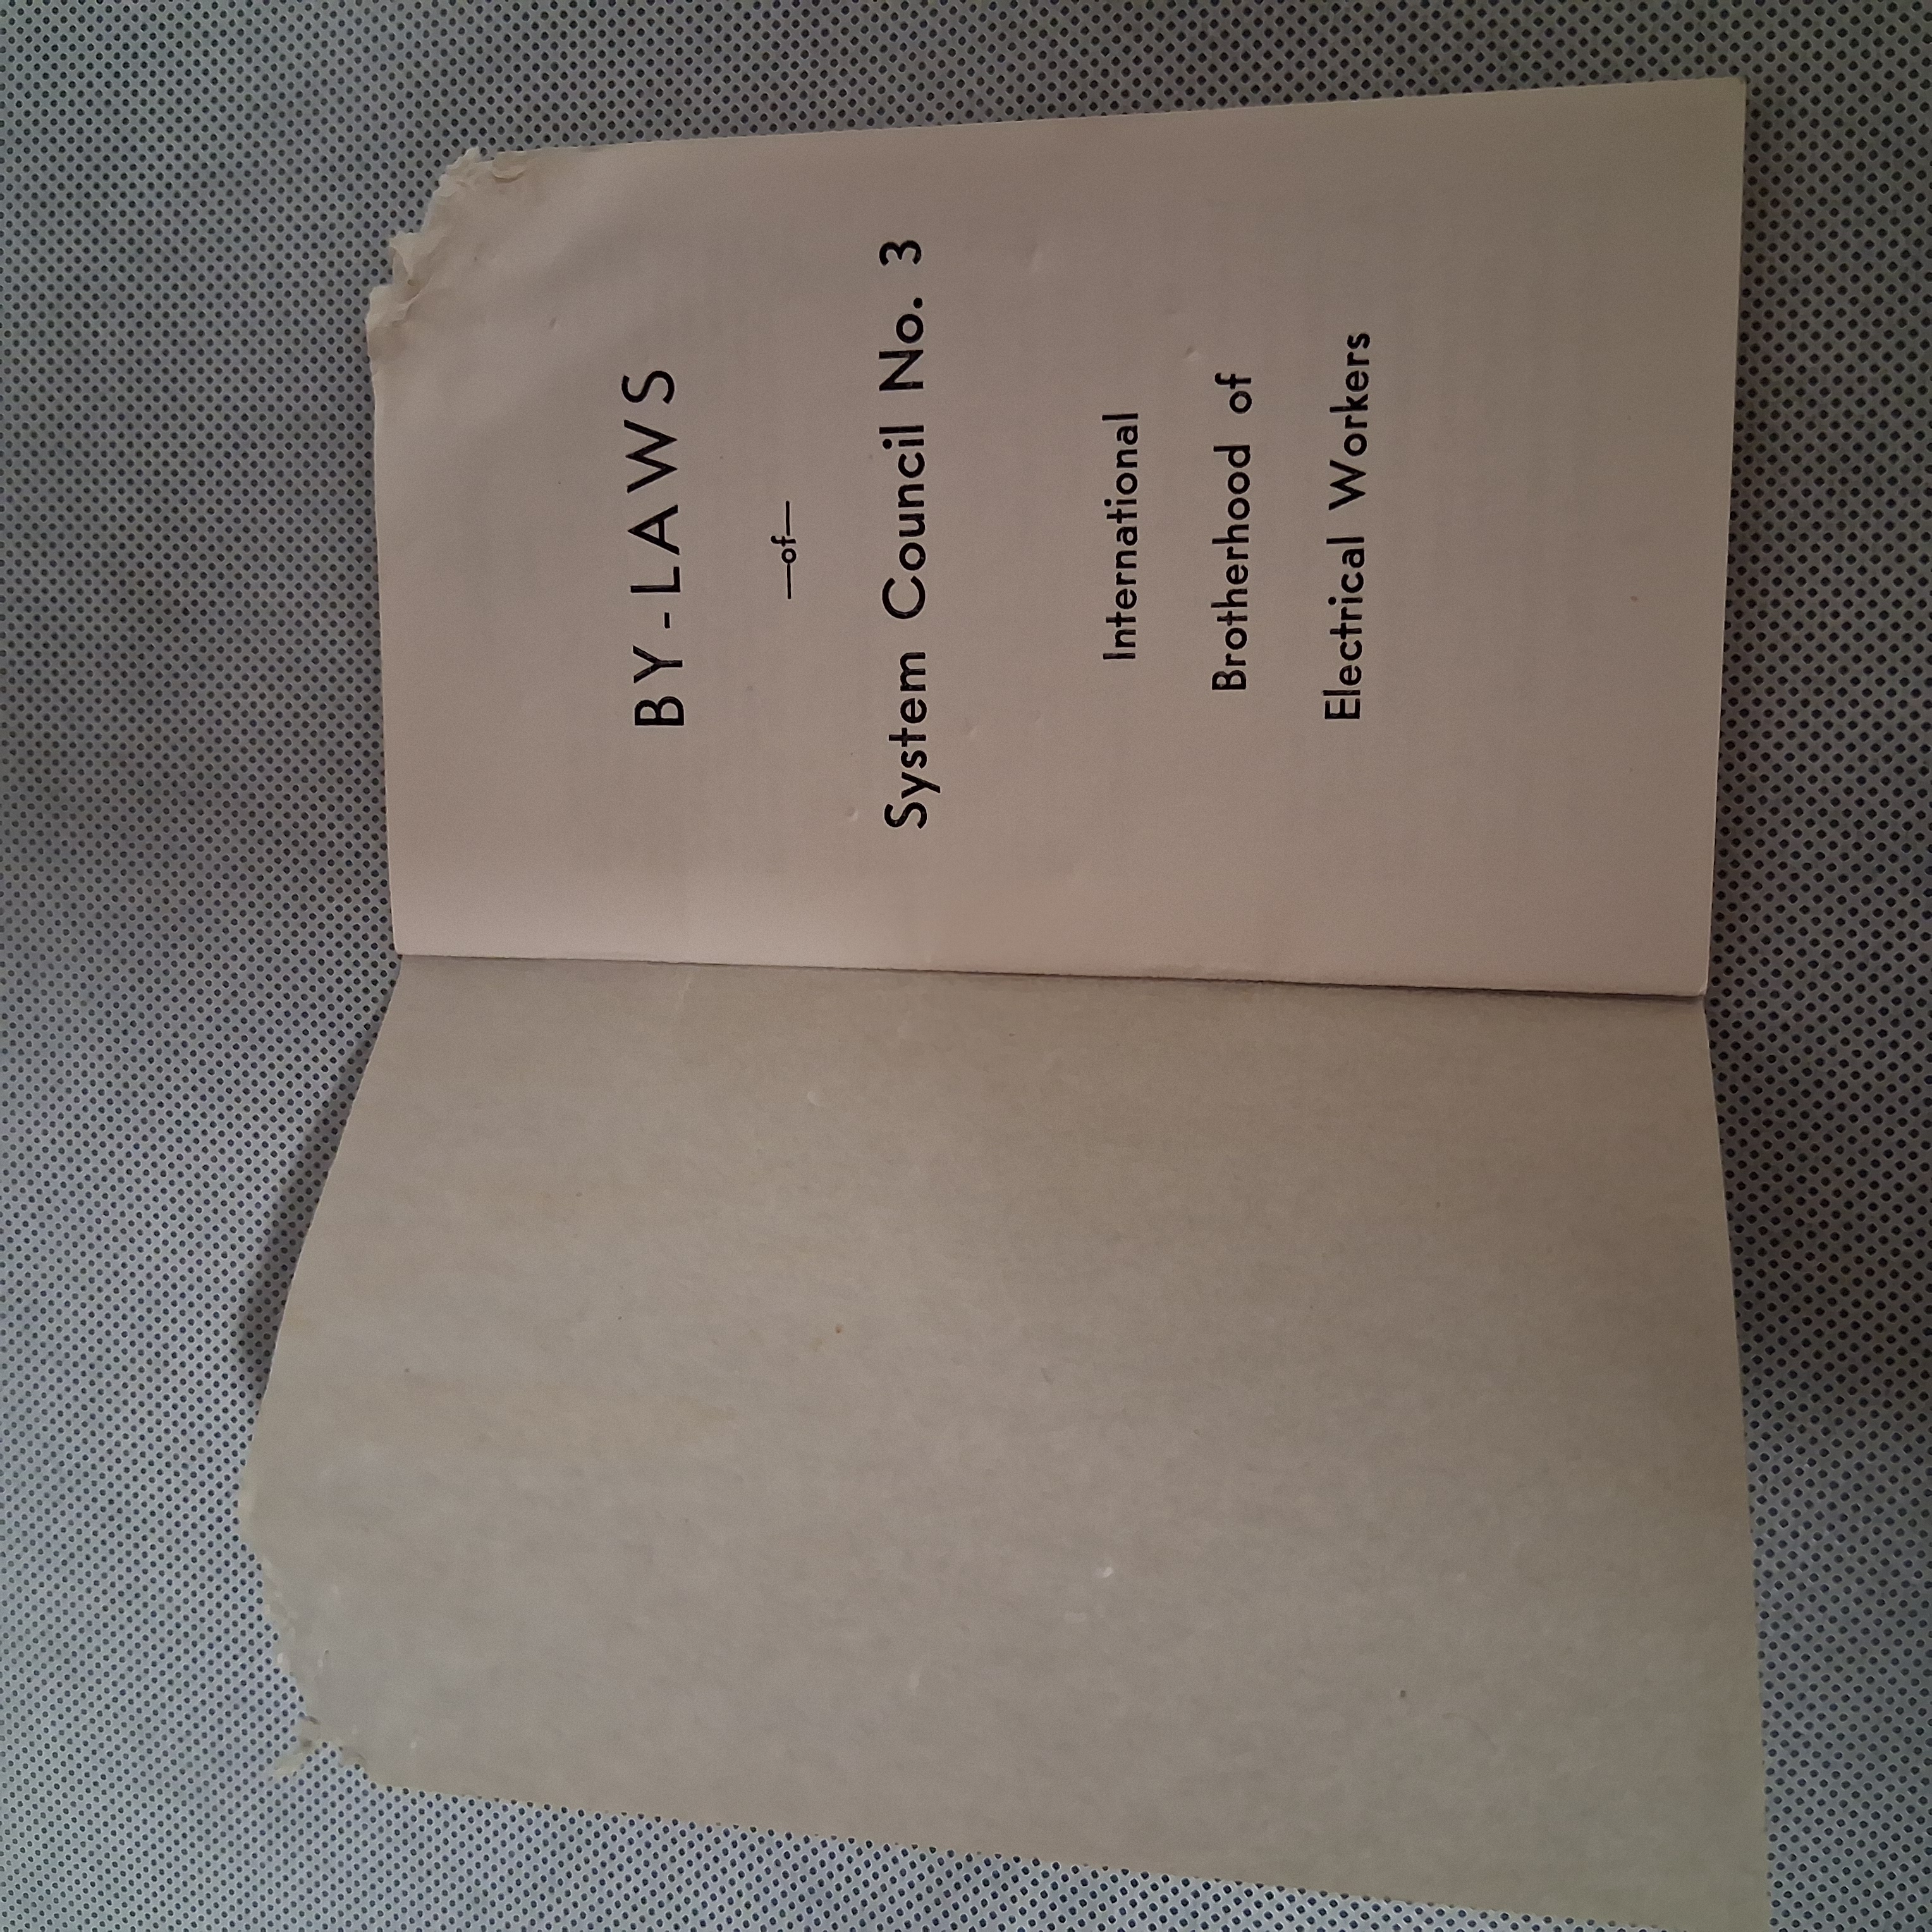 BY-LAWS
—of—
System Council No. 3
International
Brotherhood of
Electrical Workers